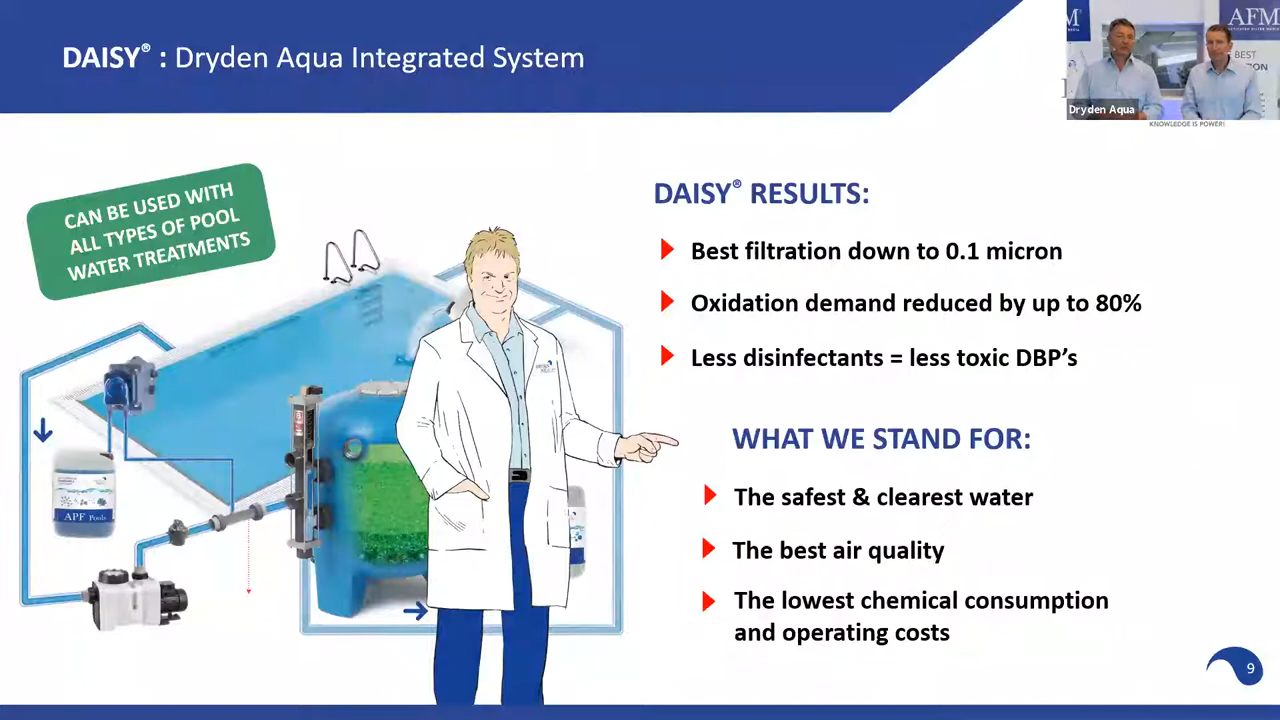 DAISY® : Dryden Aqua Integrated System
AFM
BEST
Dryden Aqua
KNOWLEDGE IS POWER!
CAN BE USED WITH
ALL TYPES OF POOL
WATER TREATMENTS
APF Pools
DAISY® RESULTS:
Best filtration down to 0.1 micron
Oxidation demand reduced by up to 80%
Less disinfectants = less toxic DBP’s
WHAT WE STAND FOR:
The safest & clearest water
The best air quality
The lowest chemical consumption
and operating costs
9